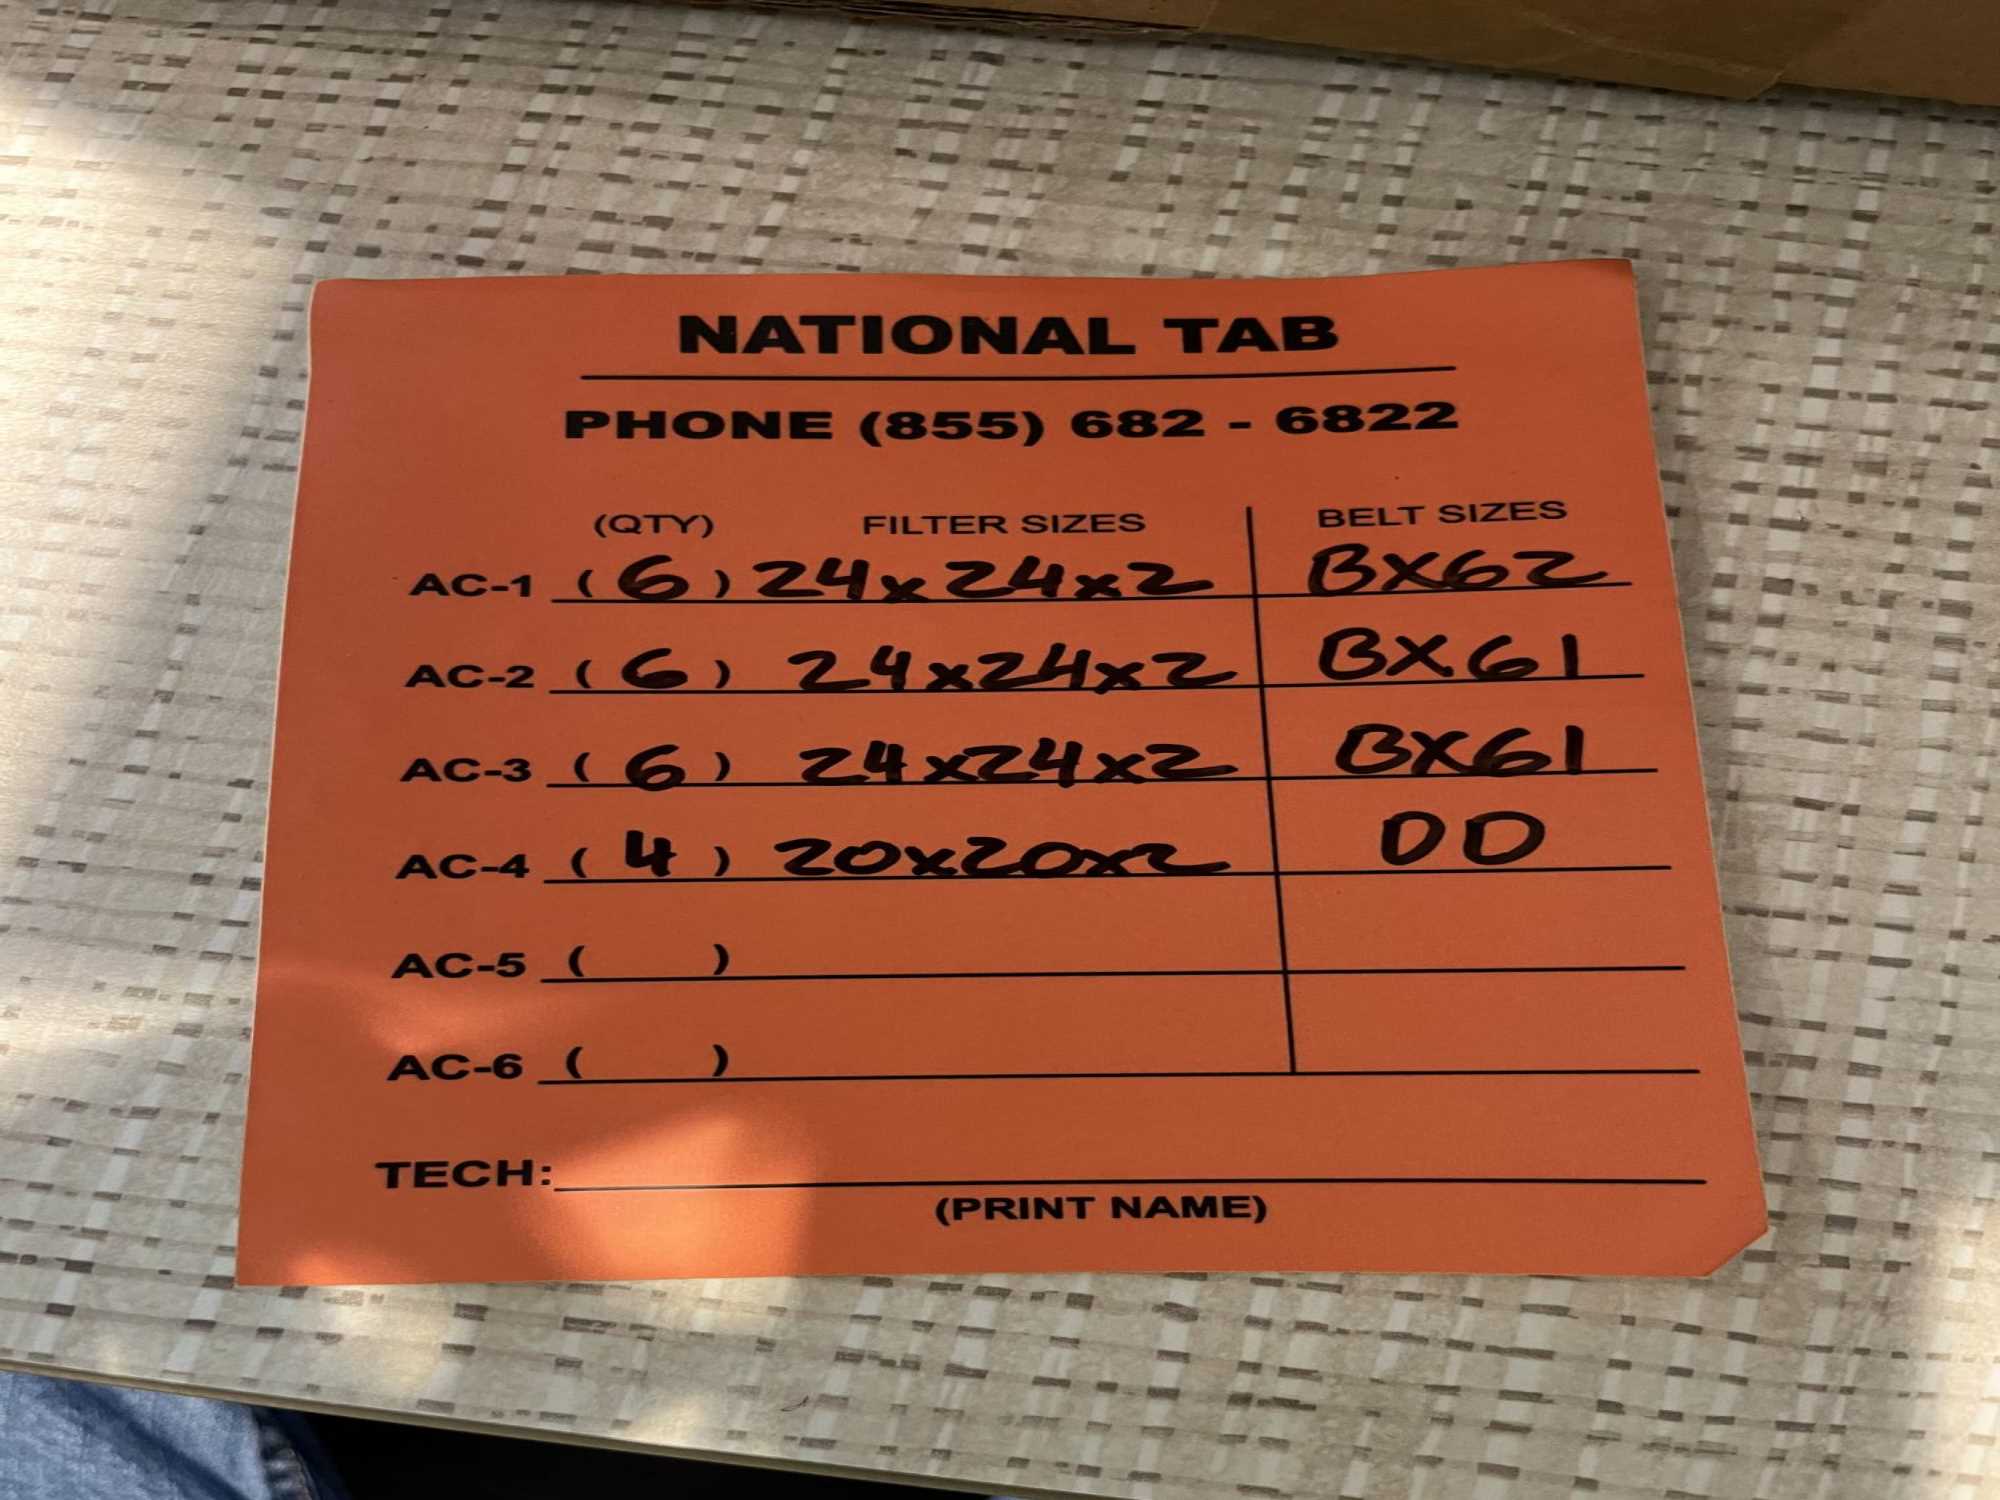 NATIONAL TAB
PHONE (855) 682 - 6822
(QTY) FILTER SIZES BELT SIZES
AC-1 ( 6 ) 24x24x2 BX62
AC-2 ( 6 ) 24x24x2 BX61
AC-3 ( 6 ) 24x24x2 BX61
AC-4 ( 4 ) 20x20x2 DD
AC-5 ( )
AC-6 ( )
TECH:
(PRINT NAME)